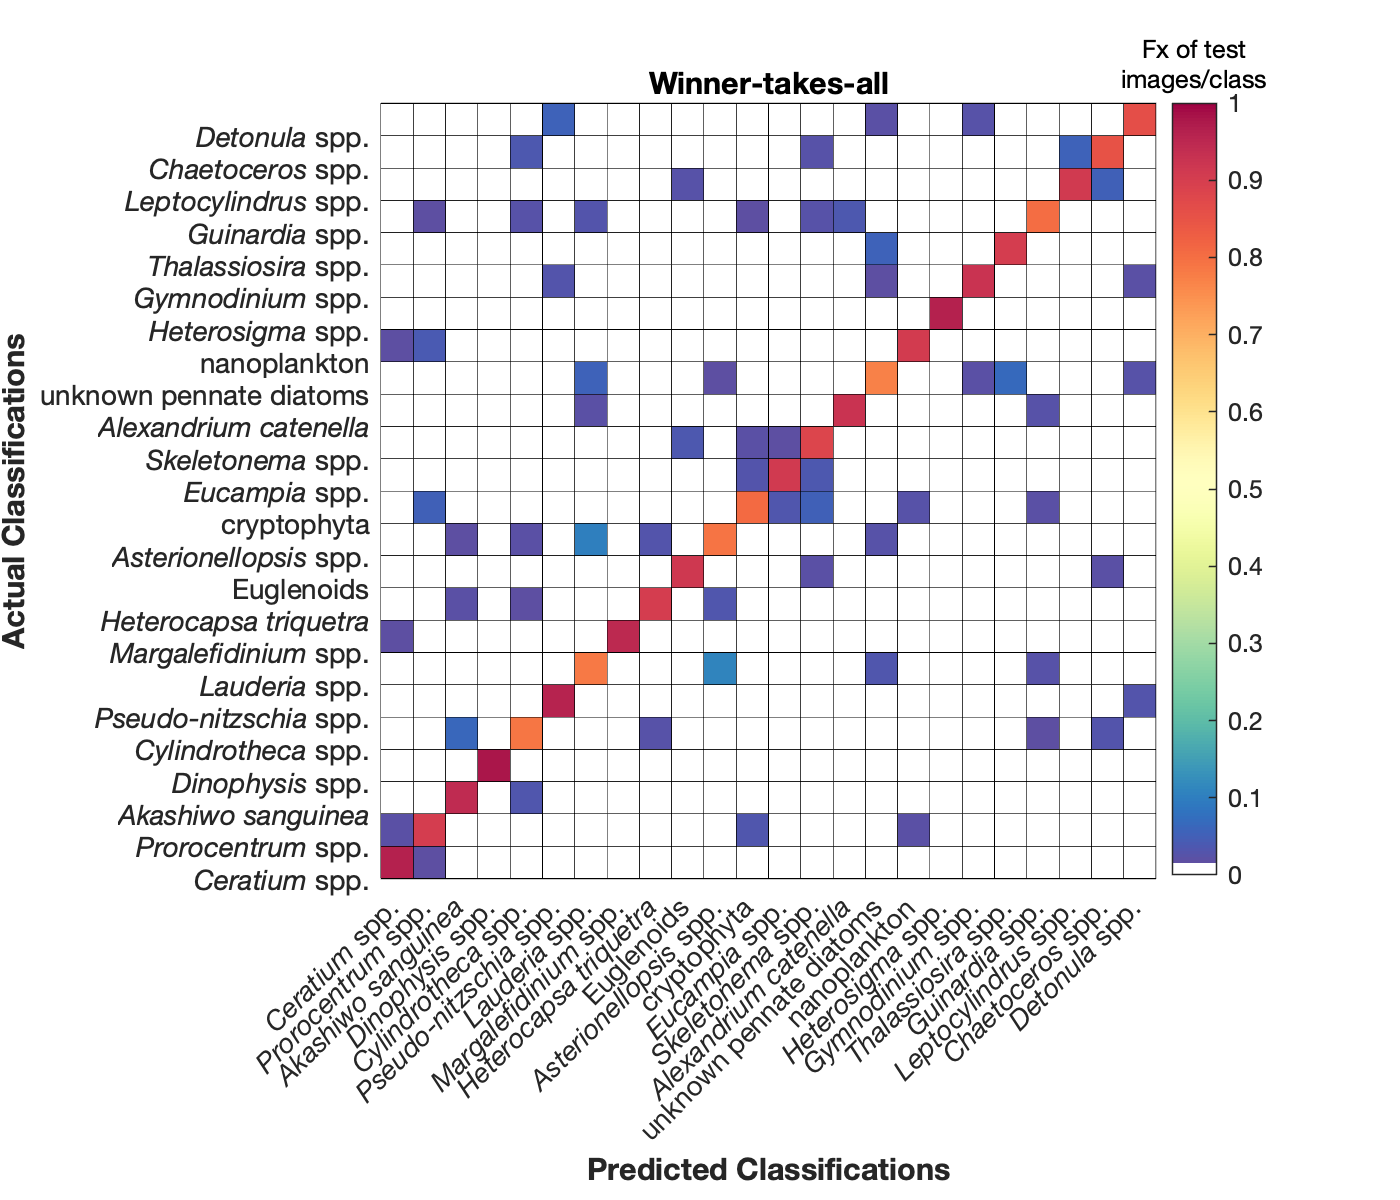 Fx of test
images/class
Winner-takes-all
1
0.9
0.8
0.7
0.6
0.5
0.4
0.3
0.2
0.1
0
Actual Classifications
Detonula spp.
Chaetoceros spp.
Leptocylindrus spp.
Guinardia spp.
Thalassiosira spp.
Gymnodinium spp.
Heterosigma spp.
nanoplankton
unknown pennate diatoms
Alexandrium catenella
Skeletonema spp.
Eucampia spp.
cryptophyta
Asterionellopsis spp.
Euglenoids
Heterocapsa triquetra
Margalefidinium spp.
Lauderia spp.
Pseudo-nitzschia spp.
Cylindrotheca spp.
Dinophysis spp.
Akashiwo sanguinea
Prorocentrum spp.
Ceratium spp.
Ceratium spp.
Prorocentrum spp.
Akashiwo sanguinea
Dinophysis spp.
Cylindrotheca spp.
Pseudo-nitzschia spp.
Lauderia spp.
Margalefidinium spp.
Heterocapsa triquetra
Euglenoids
Asterionellopsis spp.
cryptophyta
Eucampia spp.
Skeletonema spp.
Alexandrium catenella
unknown pennate diatoms
nanoplankton
Heterosigma spp.
Gymnodinium spp.
Thalassiosira spp.
Guinardia spp.
Leptocylindrus spp.
Chaetoceros spp.
Detonula spp.
Predicted Classifications